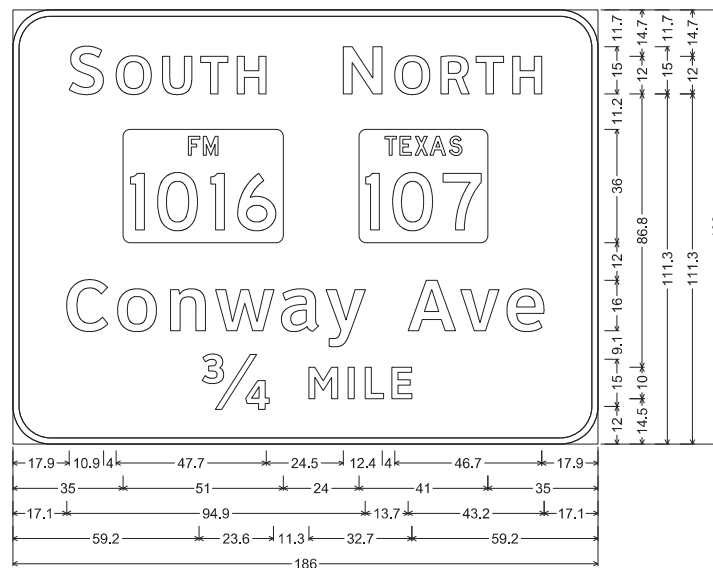 SOUTH NORTH
FM TEXAS
1016 107
Conway Ave
3/4 MILE
11.7 15 11.2 36 12 16 9.1 15 12
14.7 12 86.8 10 14.5
11.7 15 111.3
14.7 12 111.3
17.9 10.9 4 47.7 24.5 12.4 4 46.7 17.9
35 51 24 41 35
17.1 94.9 13.7 43.2 17.1
59.2 23.6 11.3 32.7 59.2
186